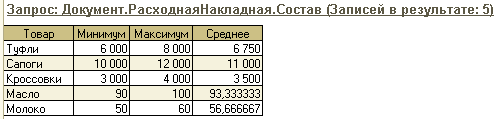 Запрос: Документ.РасходнаяНакладная.Состав (Записей в результате: 5)
Товар Минимум Максимум Среднее
Туфли 6 000 8 000 6 750
Сапоги 10 000 12 000 11 000
Кроссовки 3 000 4 000 3 500
Масло 90 100 93,333333
Молоко 50 60 56,666667